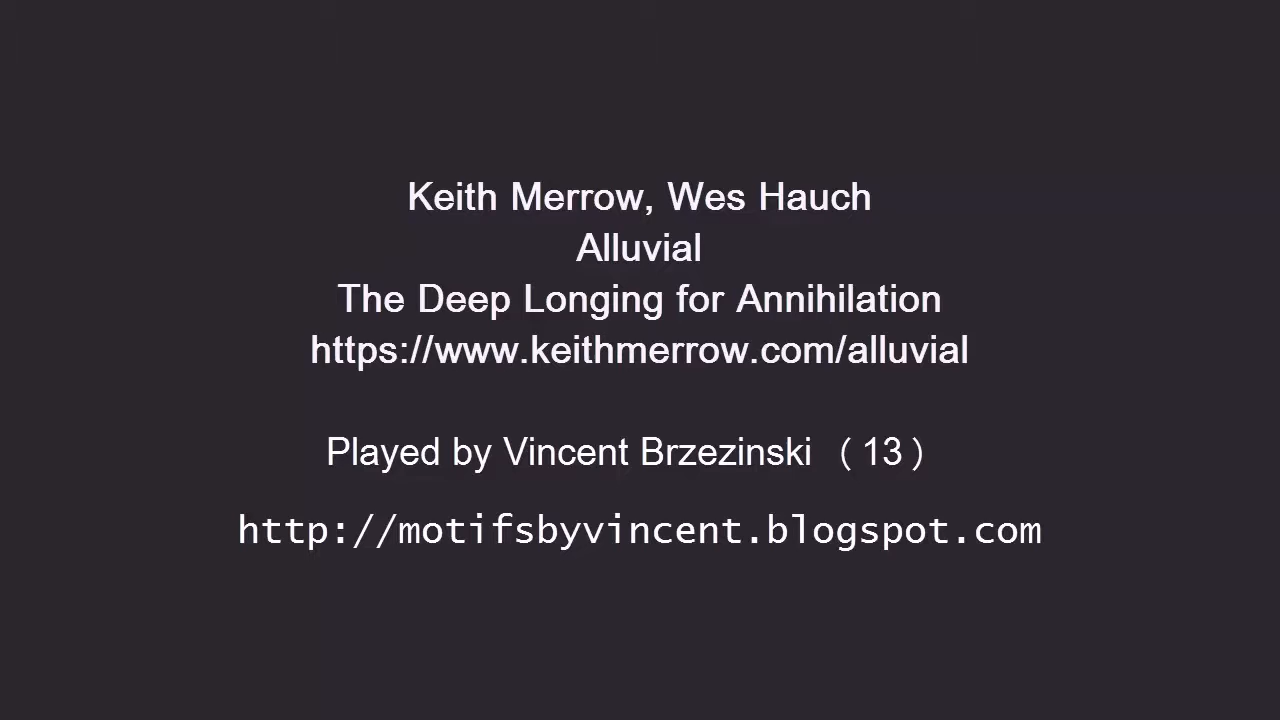 Keith Merrow, Wes Hauch
Alluvial
The Deep Longing for Annihilation
https://www.keithmerrow.com/alluvial
Played by Vincent Brzezinski (13)
http://motifsbyvincent.blogspot.com